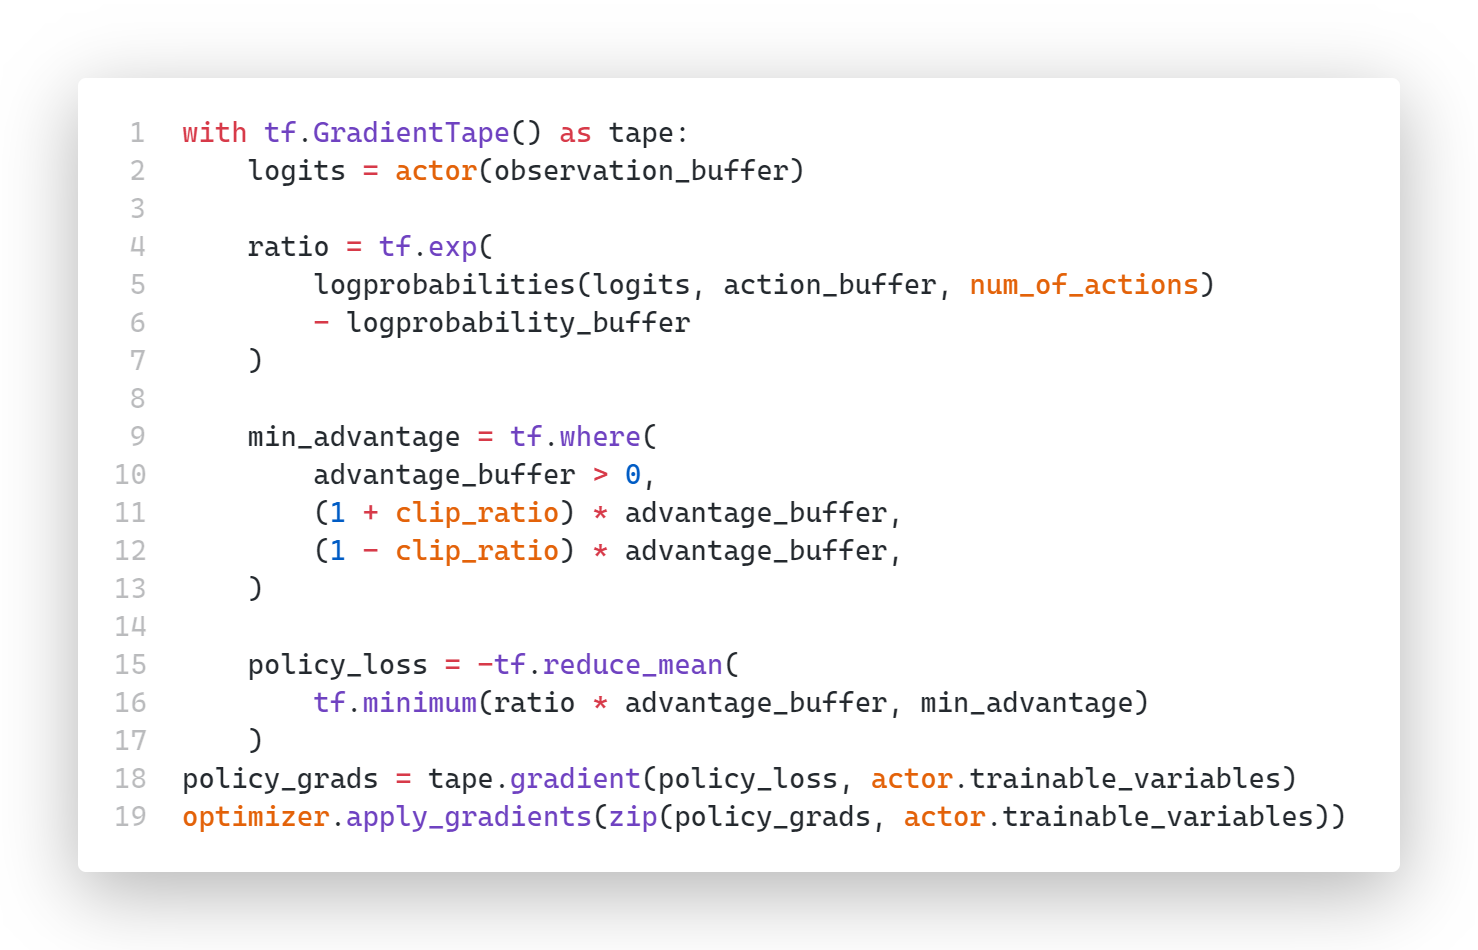 1 with tf.GradientTape() as tape:
2     logits = actor(observation_buffer)
3
4     ratio = tf.exp(
5         logprobabilities(logits, action_buffer, num_of_actions)
6         - logprobability_buffer
7     )
8
9     min_advantage = tf.where(
10         advantage_buffer > 0,
11         (1 + clip_ratio) * advantage_buffer,
12         (1 - clip_ratio) * advantage_buffer,
13     )
14
15     policy_loss = -tf.reduce_mean(
16         tf.minimum(ratio * advantage_buffer, min_advantage)
17     )
18 policy_grads = tape.gradient(policy_loss, actor.trainable_variables)
19 optimizer.apply_gradients(zip(policy_grads, actor.trainable_variables))